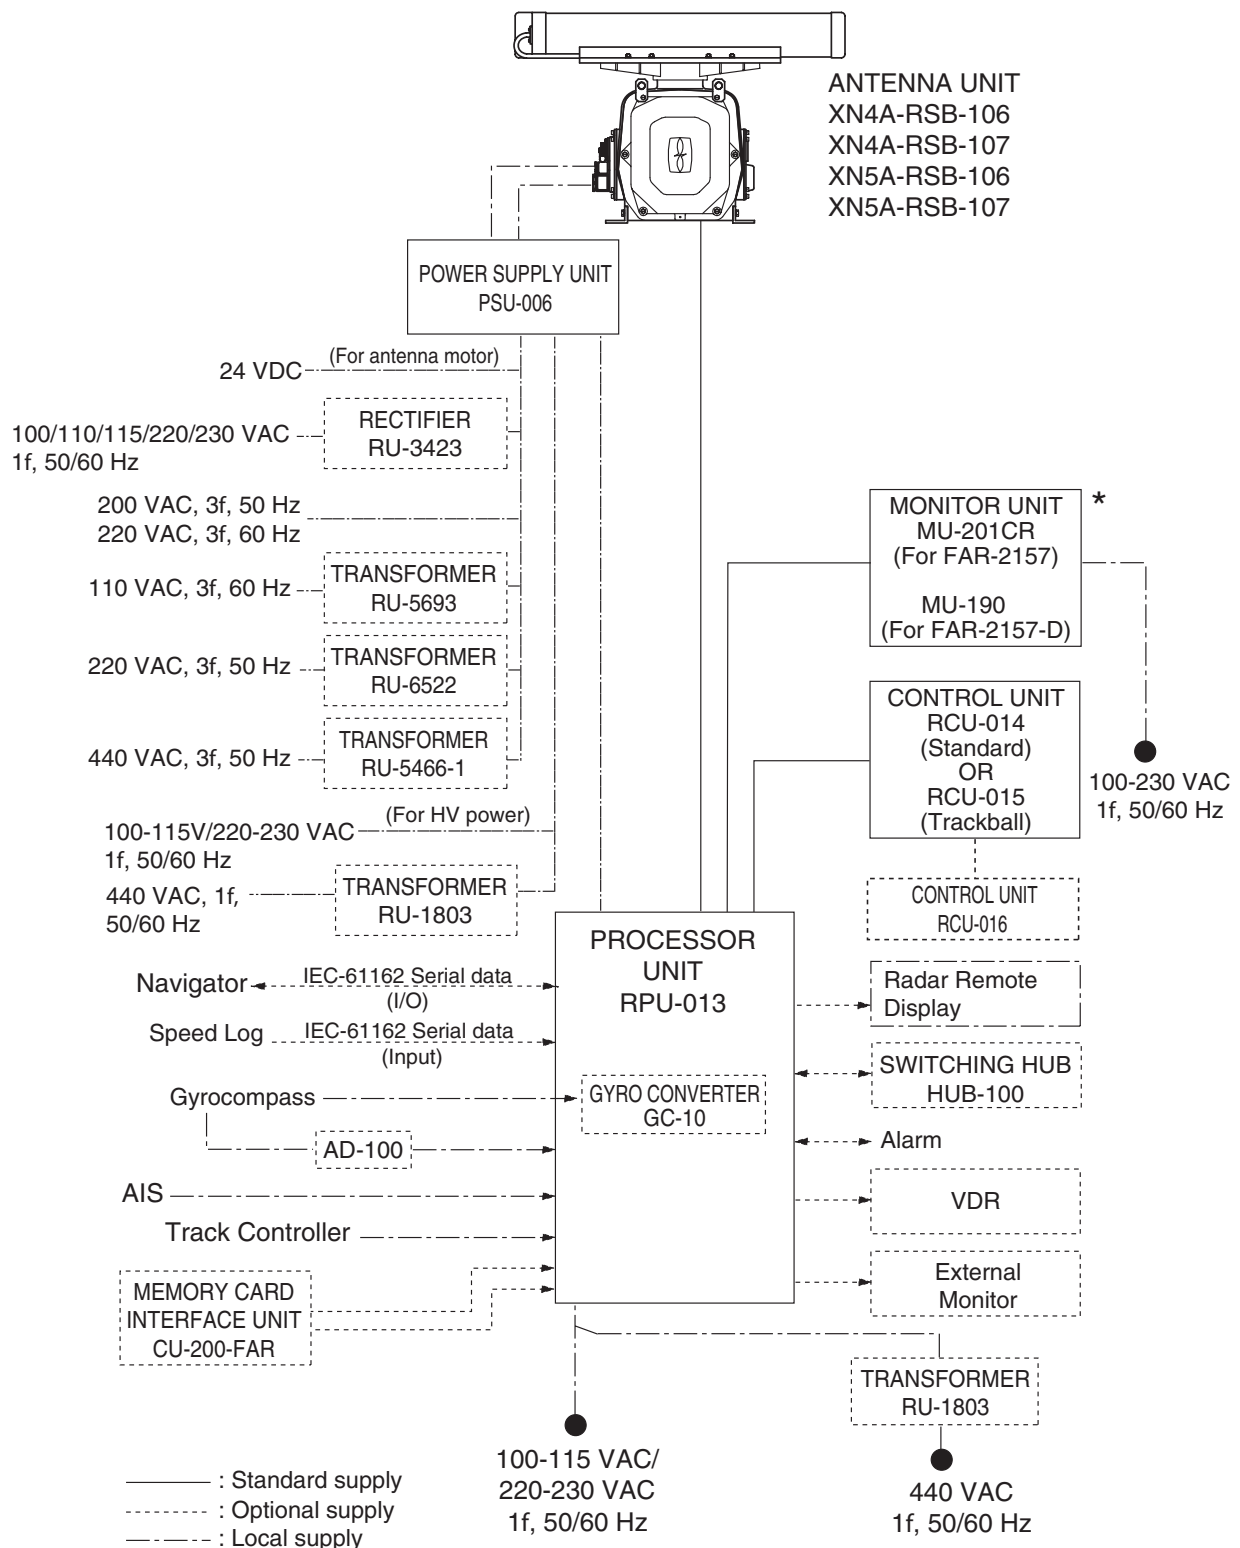 ANTENNA UNIT
XN4A-RSB-106
XN4A-RSB-107
XN5A-RSB-106
XN5A-RSB-107
POWER SUPPLY UNIT
PSU-006
(For antenna motor)
24 VDC
RECTIFIER
RU-3423
100/110/115/220/230 VAC
1f, 50/60 Hz
200 VAC, 3f, 50 Hz
220 VAC, 3f, 60 Hz
TRANSFORMER
RU-5693
110 VAC, 3f, 60 Hz
TRANSFORMER
RU-6522
220 VAC, 3f, 50 Hz
TRANSFORMER
RU-5466-1
440 VAC, 3f, 50 Hz
(For HV power)
100-115V/220-230 VAC
1f, 50/60 Hz
440 VAC, 1f,
50/60 Hz
TRANSFORMER
RU-1803
MONITOR UNIT *
MU-201CR
(For FAR-2157)
MU-190
(For FAR-2157-D)
CONTROL UNIT
RCU-014
(Standard)
OR
RCU-015
(Trackball)
100-230 VAC
1f, 50/60 Hz
CONTROL UNIT
RCU-016
PROCESSOR
UNIT
RPU-013
Navigator
IEC-61162 Serial data
(I/O)
Speed Log
IEC-61162 Serial data
(Input)
Gyrocompass
GYRO CONVERTER
GC-10
AD-100
AIS
Track Controller
MEMORY CARD
INTERFACE UNIT
CU-200-FAR
Radar Remote
Display
SWITCHING HUB
HUB-100
Alarm
VDR
External
Monitor
TRANSFORMER
RU-1803
100-115 VAC/
220-230 VAC
1f, 50/60 Hz
440 VAC
1f, 50/60 Hz
: Standard supply
: Optional supply
: Local supply